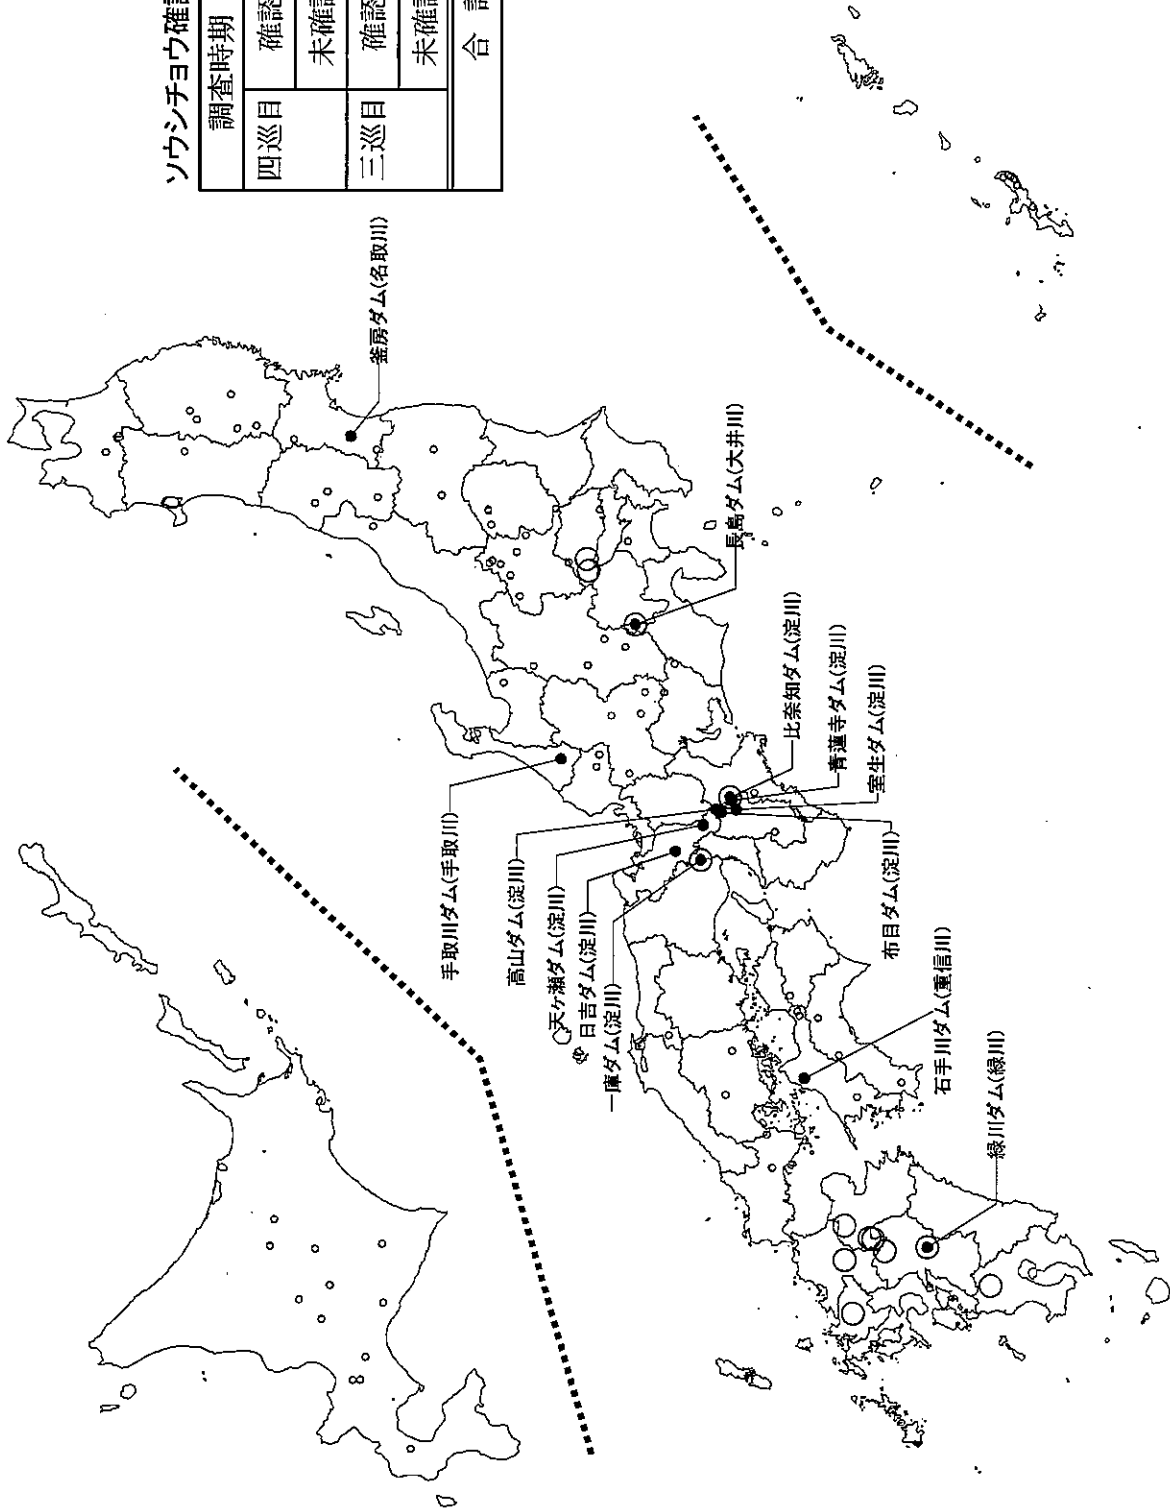 ソウシチョウ確認
調査時期
四巡目
確認
未確認
三巡目
確認
未確認
合 計
釜房ダム(名取川)
長島ダム(大井川)
比奈知ダム(淀川)
青蓮寺ダム(淀川)
室生ダム(淀川)
布目ダム(淀川)
手取川ダム(手取川)
高山ダム(淀川)
天ヶ瀬ダム(淀川)
日吉ダム(淀川)
一庫ダム(淀川)
石手川ダム(重信川)
緑川ダム(緑川)